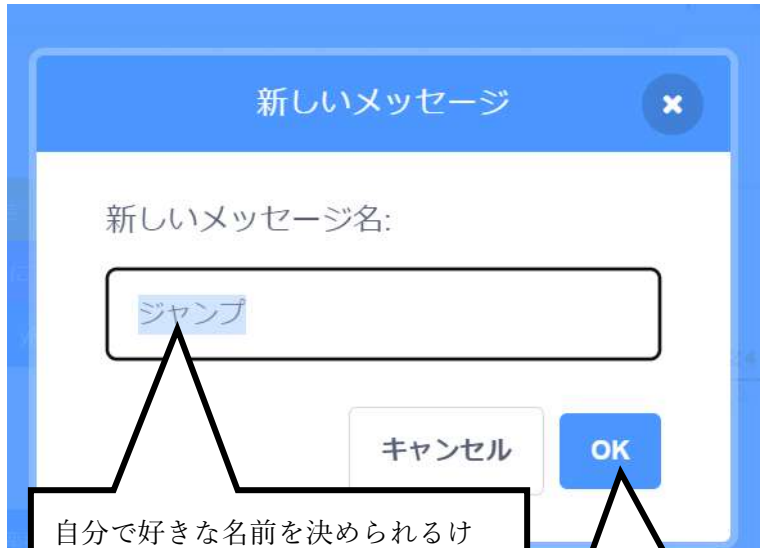 新しいメッセージ
新しいメッセージ名:
ジャンプ
キャンセル
OK
自分で好きな名前を決められるけ